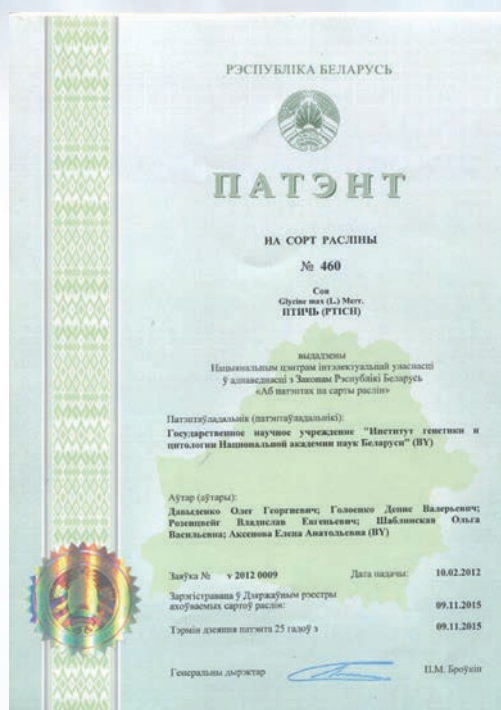 РЭСПУБЛІКА БЕЛАРУСЬ
ПАТЭНТ
НА СОРТ РАСЛІНЫ
№ 460
Соя
Glycine max (L.) Merr.
ПТИЧЬ (PTICH)
выдадзены
Нацыянальным цэнтрам інтэлектуальнай уласнасці
ў адпаведнасці з Законам Рэспублікі Беларусь
«Аб патэнтах на сарты раслін»
Патэнтаўладальнік (патэнтаўладальнікі):
Государственное научное учреждение "Институт генетики и
цитологии Национальной академии наук Беларуси" (BY)
Аўтар (аўтары):
Давыденко Олег Георгиевич; Голоенко Денис Валерьевич;
Розенцвейг Владислав Евгеньевич; Шаблинская Ольга
Васильевна; Аксенова Елена Анатольевна (BY)
Заяўка № v 2012 0009 Дата падачы: 10.02.2012
Зарэгістравана ў Дзяржаўным рэестры
ахоўваемых сартоў раслін: 09.11.2015
Тэрмін дзеяння патэнта 25 гадоў з 09.11.2015
Генеральны дырэктар П.М. Броўкін